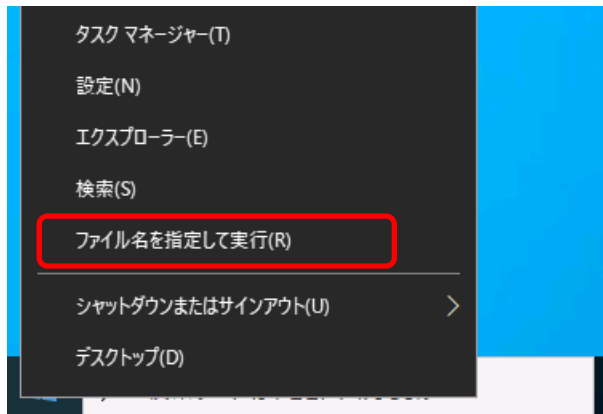 タスク マネージャー(T)
設定(N)
エクスプローラー(E)
検索(S)
ファイル名を指定して実行(R)
シャットダウンまたはサインアウト(U)
デスクトップ(D)